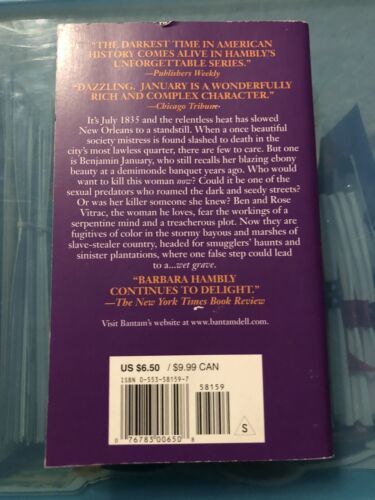 "THE DARKEST TIME IN AMERICAN
HISTORY COMES ALIVE IN HAMBLY'S
UNFORGETTABLE SERIES."
—Publishers Weekly
"DAZZLING. JANUARY IS A WONDERFULLY
RICH AND COMPLEX CHARACTER."
—Chicago Tribune
It's July 1835 and the relentless heat has slowed
New Orleans to a standstill. When a once beautiful
society mistress is found slashed to death in the
city's most lawless quarter, there are few to care. But one
is Benjamin January, who still recalls her blazing ebony
beauty at a demimonde banquet years ago. Who would
want to kill this woman now? Could it be one of the
sexual predators who roamed the dark and seedy streets?
Or was her killer someone she knew? Ben and Rose
Vitrac, the woman he loves, fear the workings of a
serpentine mind and a treacherous plot. Now they are
fugitives of color in the stormy bayous and marshes of
slave-stealer country, headed for smugglers' haunts and
sinister plantations, where one false step could lead
to a...wet grave.
"BARBARA HAMBLY
CONTINUES TO DELIGHT."
—The New York Times Book Review
Visit Bantam's website at www.bantamdell.com
US $6.50 / $9.99 CAN
ISBN 0-553-58159-7
58159
0 76783 00650 8
S